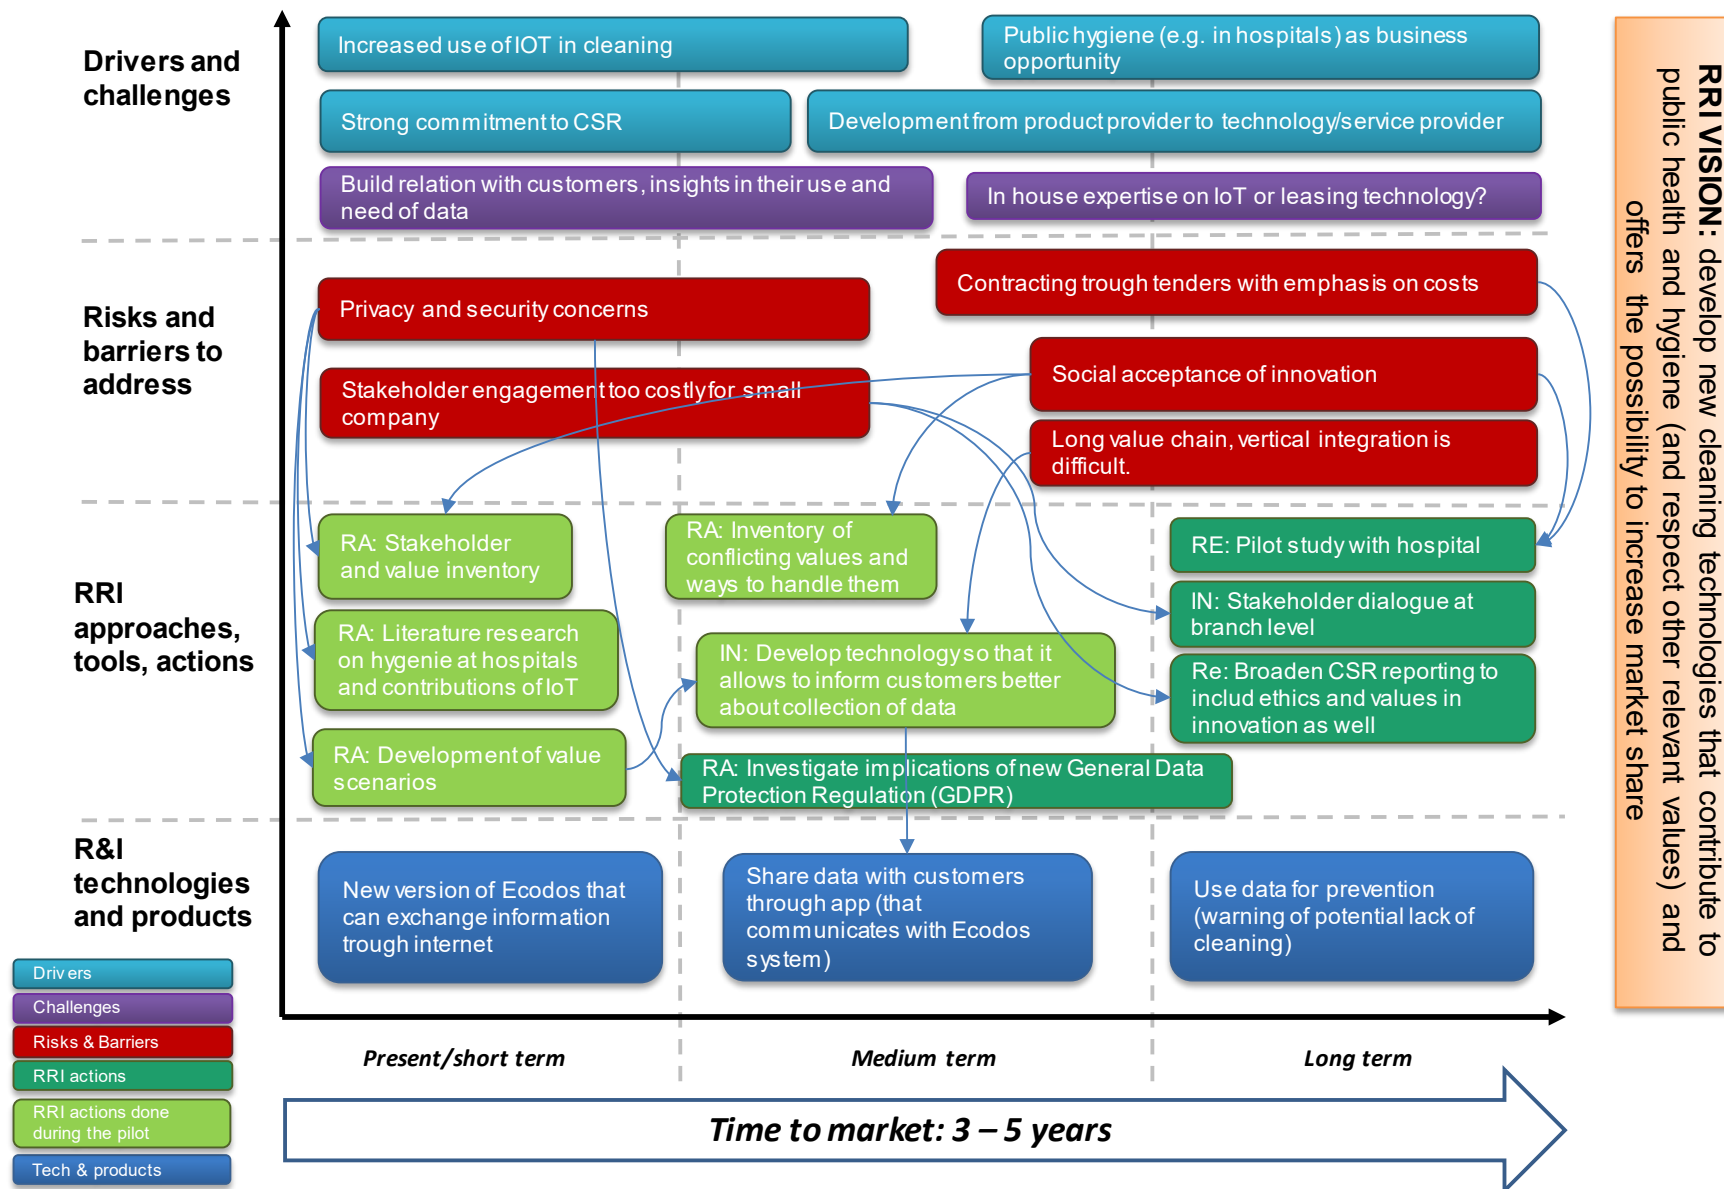 Drivers and
challenges
Increased use of IOT in cleaning
Public hygiene (e.g. in hospitals) as business
opportunity
Strong commitment to CSR
Development from product provider to technology/service provider
Build relation with customers, insights in their use and
need of data
In house expertise on IoT or leasing technology?
Risks and
barriers to
address
Contracting trough tenders with emphasis on costs
Privacy and security concerns
Stakeholder engagement too costly for small
company
Social acceptance of innovation
Long value chain, vertical integration is
difficult.
RRI
approaches,
tools, actions
RA: Stakeholder
and value inventory
RA: Inventory of
conflicting values and
ways to handle them
RE: Pilot study with hospital
IN: Stakeholder dialogue at
branch level
RA: Literature research
on hygenie at hospitals
and contributions of IoT
IN: Develop technology so that it
allows to inform customers better
about collection of data
Re: Broaden CSR reporting to
includ ethics and values in
innovation as well
RA: Development of value
scenarios
RA: Investigate implications of new General Data
Protection Regulation (GDPR)
R&I
technologies
and products
New version of Ecodos that
can exchange information
trough internet
Share data with customers
through app (that
communicates with Ecodos
system)
Use data for prevention
(warning of potential lack of
cleaning)
Drivers
Challenges
Risks & Barriers
RRI actions
RRI actions done
during the pilot
Tech & products
Present/short term
Medium term
Long term
Time to market: 3 – 5 years
RRI VISION: develop new cleaning technologies that contribute to
public health and hygiene (and respect other relevant values) and
offers the possibility to increase market share